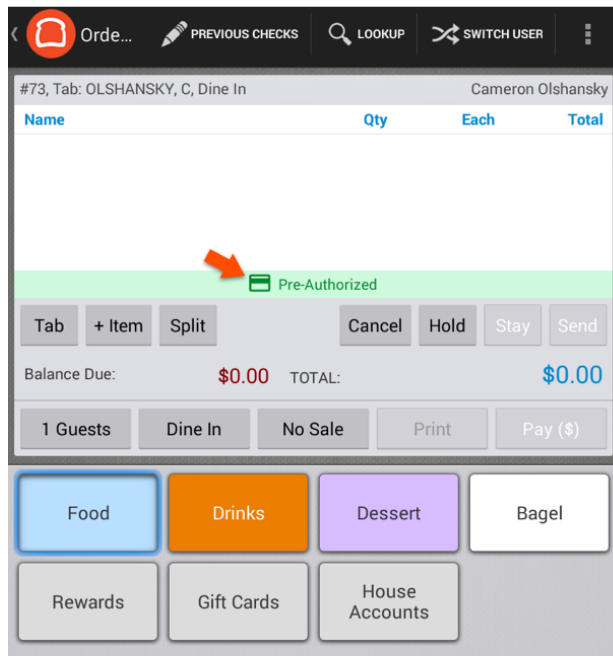 Orde... PREVIOUS CHECKS LOOKUP SWITCH USER
#73, Tab: OLSHANSKY, C, Dine In Cameron Olshansky
Name Qty Each Total
Pre-Authorized
Tab + Item Split Cancel Hold Stay Send
Balance Due: $0.00 TOTAL: $0.00
1 Guests Dine In No Sale Print Pay ($)
Food Drinks Dessert Bagel
Rewards Gift Cards House
Accounts